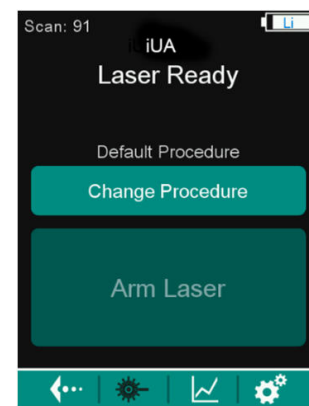 Scan: 91
Li
iUA
Laser Ready
Default Procedure
Change Procedure
Arm Laser